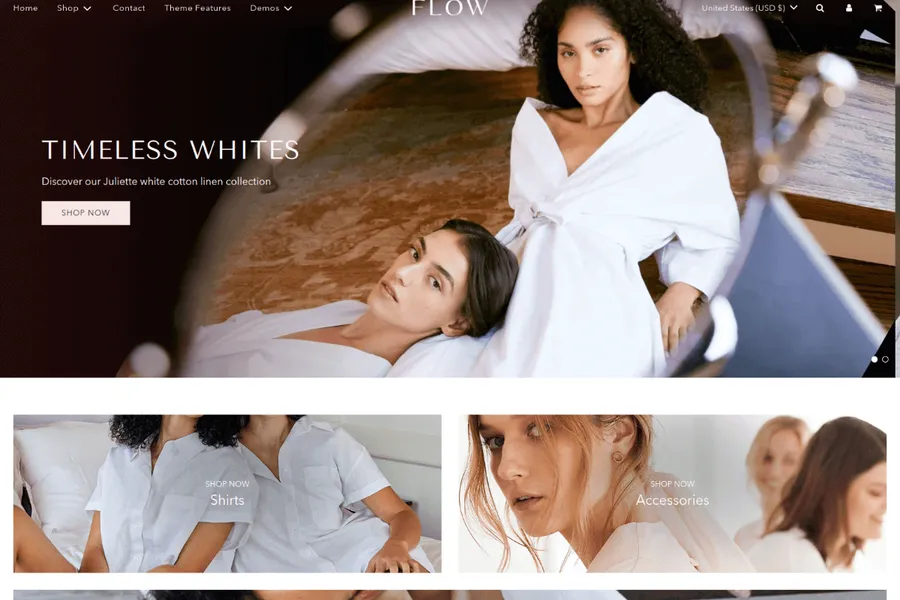 Home
Shop
Contact
Theme Features
Demos
FLOW
United States (USD $)
TIMELESS WHITES
Discover our Juliette white cotton linen collection
SHOP NOW
SHOP NOW
Shirts
SHOP NOW
Accessories